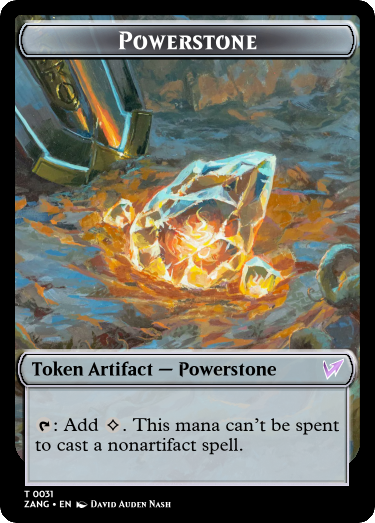 Powerstone
Token Artifact — Powerstone
: Add . This mana can't be spent
to cast a nonartifact spell.
T 0031
ZANG • EN David Auden Nash